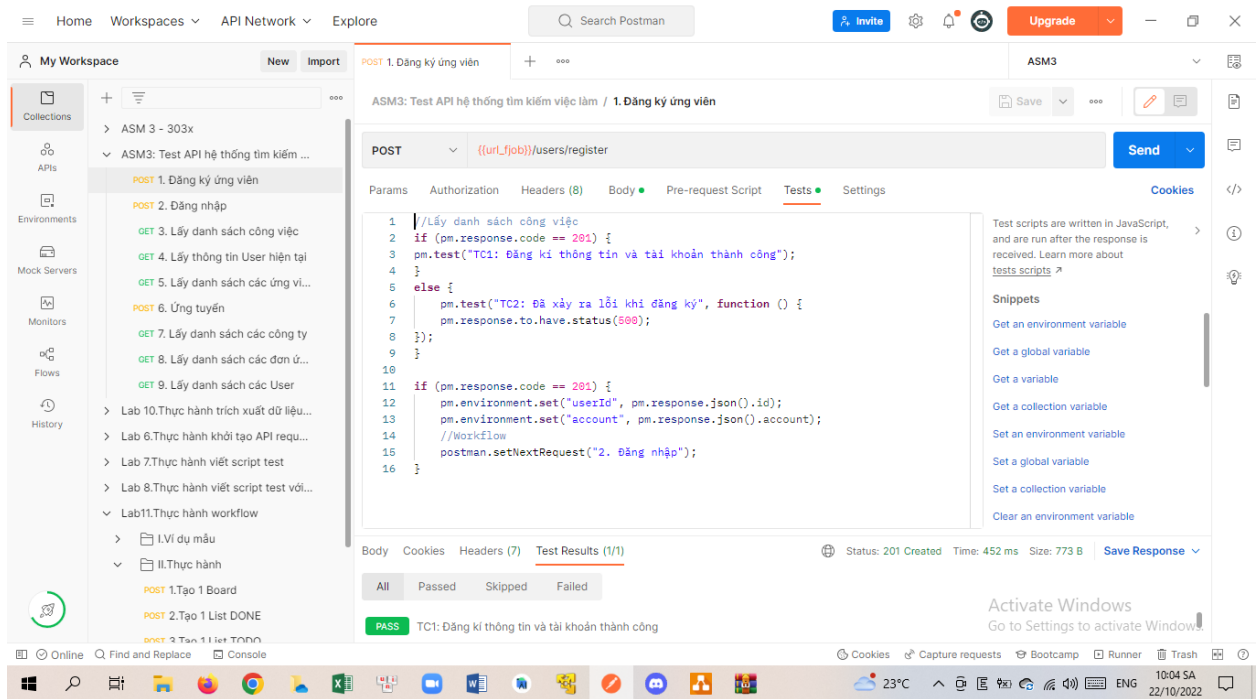 Home Workspaces API Network Explore Search Postman Invite Upgrade
My Workspace New Import POST 1. Đăng ký ứng viên ASM3
Collections
APIs
Environments
Mock Servers
Monitors
Flows
History
ASM 3 - 303x
ASM3: Test API hệ thống tìm kiếm ...
POST 1. Đăng ký ứng viên
POST 2. Đăng nhập
GET 3. Lấy danh sách công việc
GET 4. Lấy thông tin User hiện tại
GET 5. Lấy danh sách các ứng vi...
POST 6. Ứng tuyển
GET 7. Lấy danh sách các công ty
GET 8. Lấy danh sách các đơn ứ...
GET 9. Lấy danh sách các User
Lab 10.Thực hành trích xuất dữ liệu...
Lab 6.Thực hành khởi tạo API requ...
Lab 7.Thực hành viết script test
Lab 8.Thực hành viết script test với...
Lab11.Thực hành workflow
I.Ví dụ mẫu
II.Thực hành
POST 1.Tạo 1 Board
POST 2.Tạo 1 List DONE
POST 3.Tạo 1 List TODO
ASM3: Test API hệ thống tìm kiếm việc làm / 1. Đăng ký ứng viên Save
POST {{url_fjob}}/users/register Send
Params Authorization Headers (8) Body Pre-request Script Tests Settings Cookies
1 //Lấy danh sách công việc
2 if (pm.response.code == 201) {
3 pm.test("TC1: Đăng kí thông tin và tài khoản thành công");
4 }
5 else {
6 pm.test("TC2: Đã xảy ra lỗi khi đăng ký", function () {
7 pm.response.to.have.status(500);
8 });
9 }
10
11 if (pm.response.code == 201) {
12 pm.environment.set("userId", pm.response.json().id);
13 pm.environment.set("account", pm.response.json().account);
14 //Workflow
15 postman.setNextRequest("2. Đăng nhập");
16 }
Test scripts are written in JavaScript,
and are run after the response is
received. Learn more about
tests scripts ↗
Snippets
Get an environment variable
Get a global variable
Get a variable
Get a collection variable
Set an environment variable
Set a global variable
Set a collection variable
Clear an environment variable
Body Cookies Headers (7) Test Results (1/1) Status: 201 Created Time: 452 ms Size: 773 B Save Response
All Passed Skipped Failed
PASS TC1: Đăng kí thông tin và tài khoản thành công
Activate Windows
Go to Settings to activate Windows.
Online Find and Replace Console Cookies Capture requests Bootcamp Runner Trash
23°C ENG 10:04 SA
22/10/2022